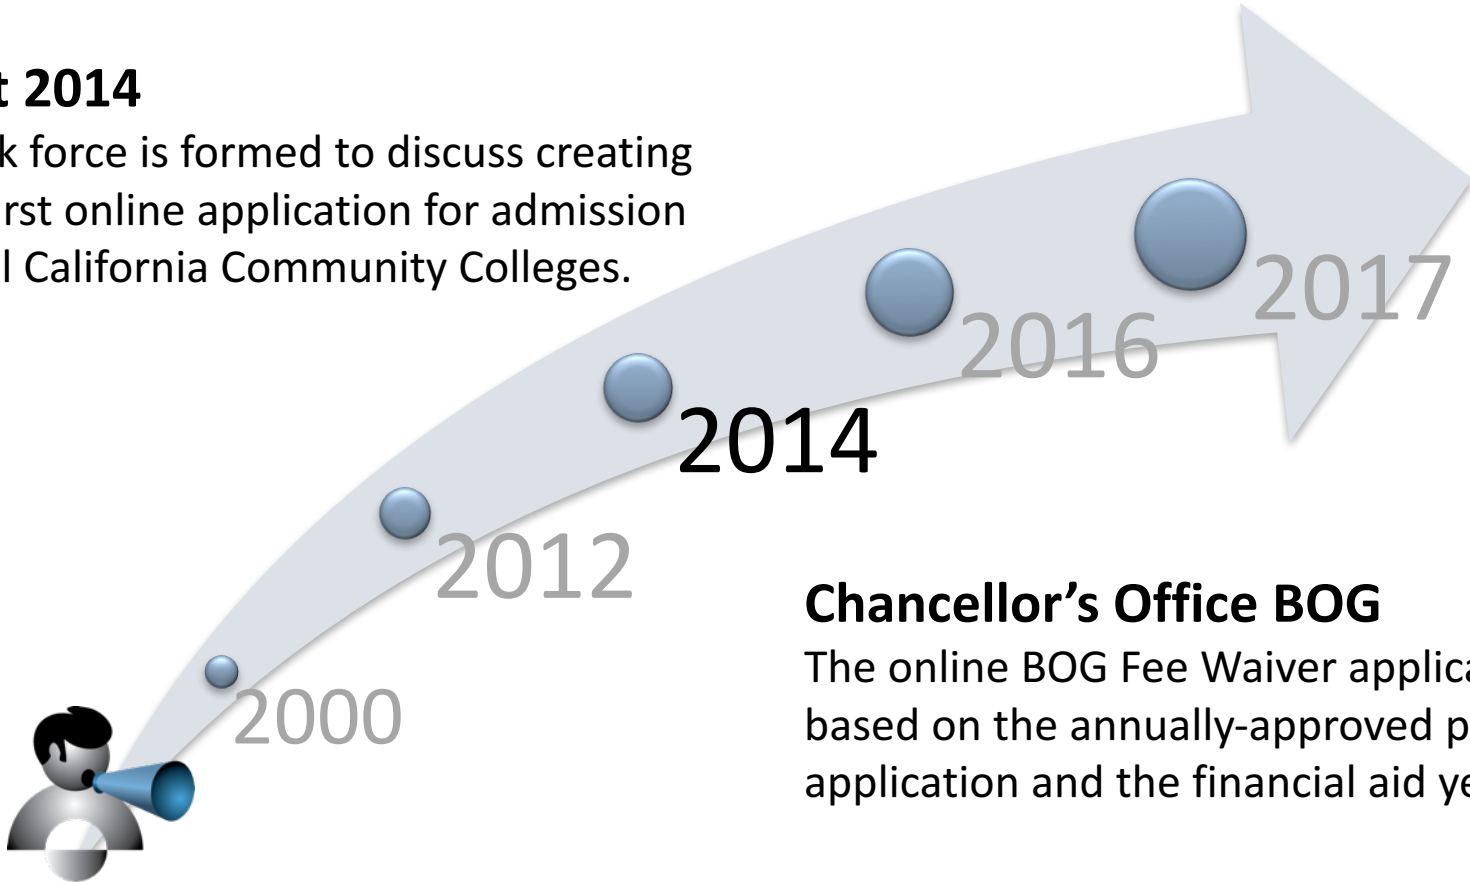 t 2014
k force is formed to discuss creating
rst online application for admission
l California Community Colleges.
2017
2016
2014
2012
2000
Chancellor’s Office BOG
The online BOG Fee Waiver applica
based on the annually-approved p
application and the financial aid ye